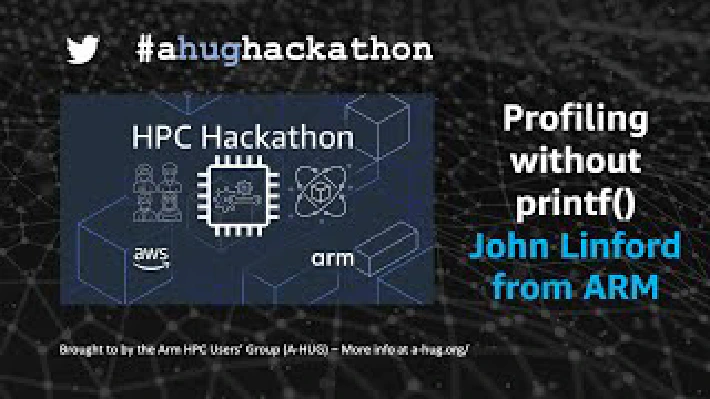 #ahughackathon
HPC Hackathon
aws
arm
Profiling
without
printf()
John Linford
from ARM
Brought to by the Arm HPC Users' Group (A-HUG) – More info at a-hug.org/